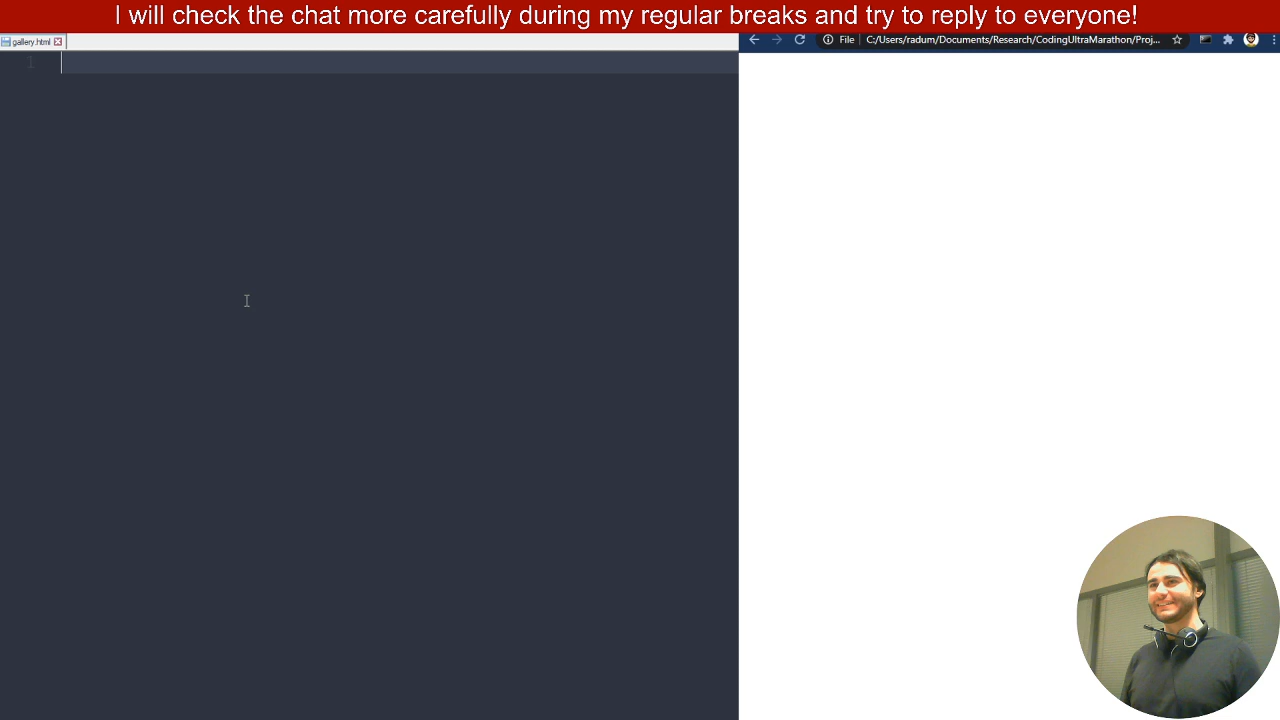 I will check the chat more carefully during my regular breaks and try to reply to everyone!
gallery.html
File C:/Users/radum/Documents/Research/CodingUltraMarathon/Proj...
1